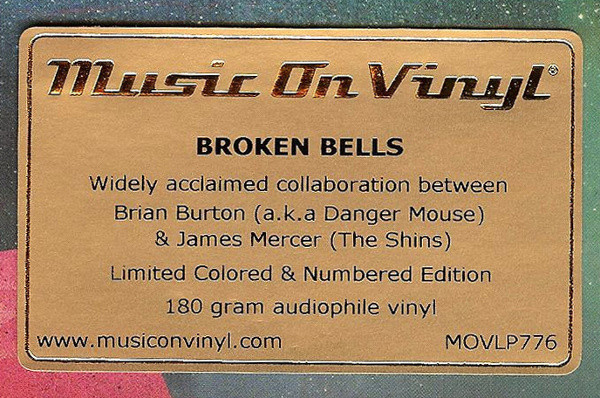 Music On Vinyl®
BROKEN BELLS
Widely acclaimed collaboration between
Brian Burton (a.k.a Danger Mouse)
& James Mercer (The Shins)
Limited Colored & Numbered Edition
180 gram audiophile vinyl
www.musiconvinyl.com MOVLP776